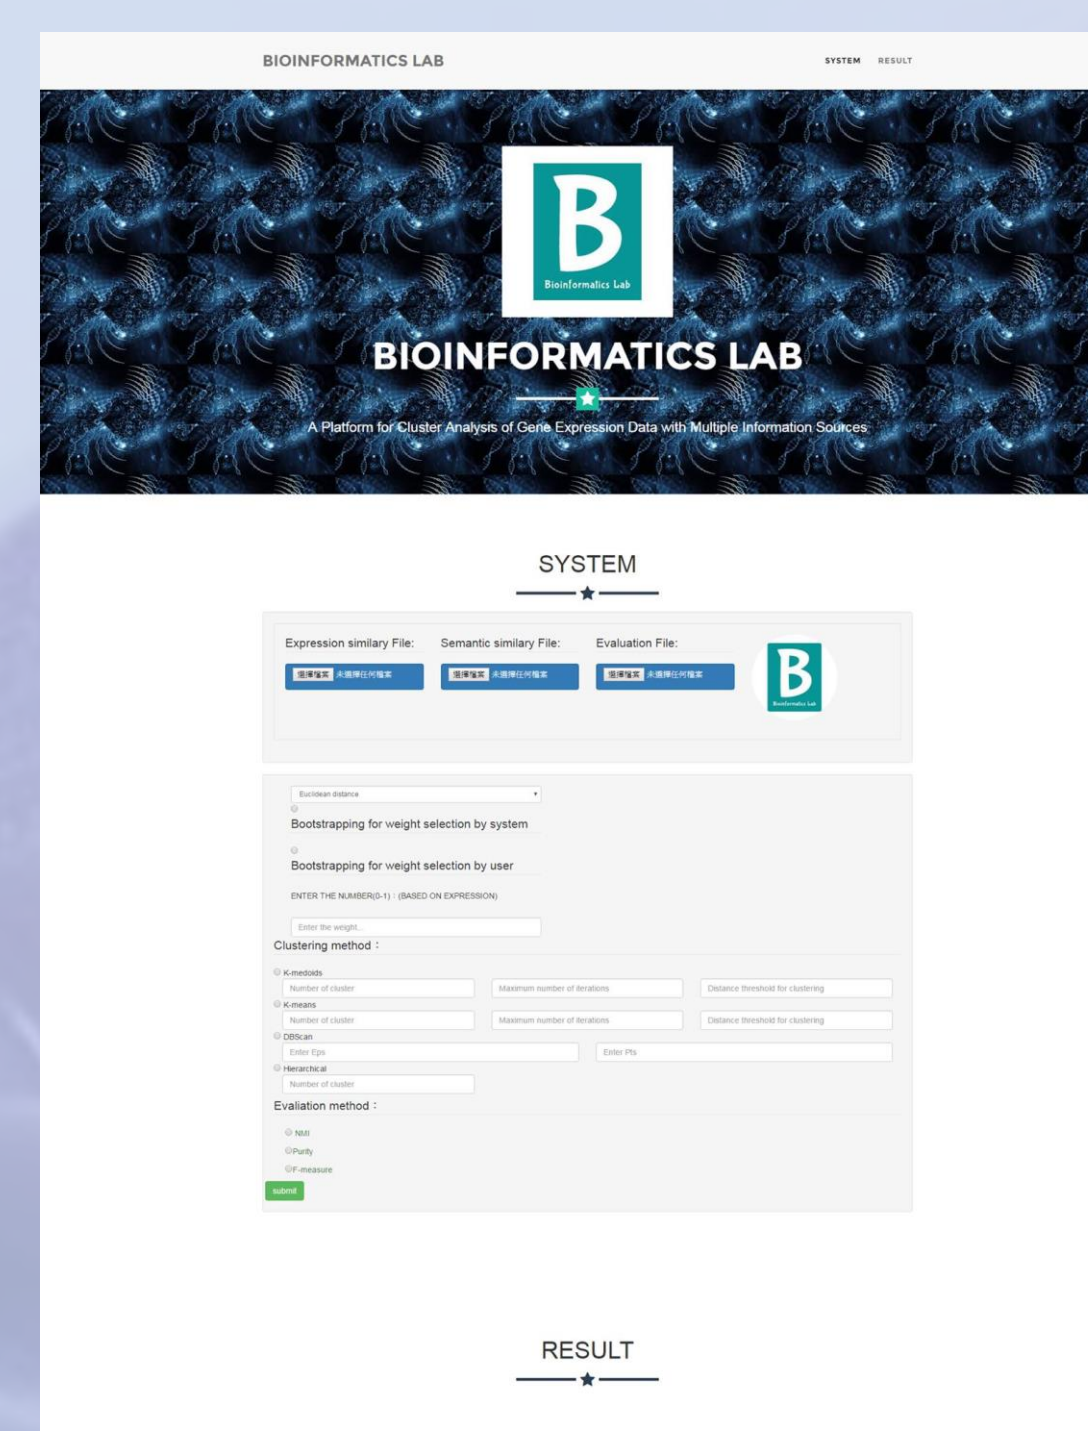 BIOINFORMATICS LAB
SYSTEM RESULT
B
Bioinformatics Lab
BIOINFORMATICS LAB
A Platform for Cluster Analysis of Gene Expression Data with Multiple Information Sources
SYSTEM
Expression similary File: Semantic similary File: Evaluation File:
選擇檔案 未選擇任何檔案 選擇檔案 未選擇任何檔案 選擇檔案 未選擇任何檔案
B
Bioinformatics Lab
Euclidean distance
Bootstrapping for weight selection by system
Bootstrapping for weight selection by user
ENTER THE NUMBER(0-1)：(BASED ON EXPRESSION)
Enter the weight...
Clustering method：
K-medoids
Number of cluster Maximum number of iterations Distance threshold for clustering
K-means
Number of cluster Maximum number of iterations Distance threshold for clustering
DBScan
Enter Eps Enter Pts
Hierarchical
Number of cluster
Evaliation method：
NMI
Purity
F-measure
submit
RESULT